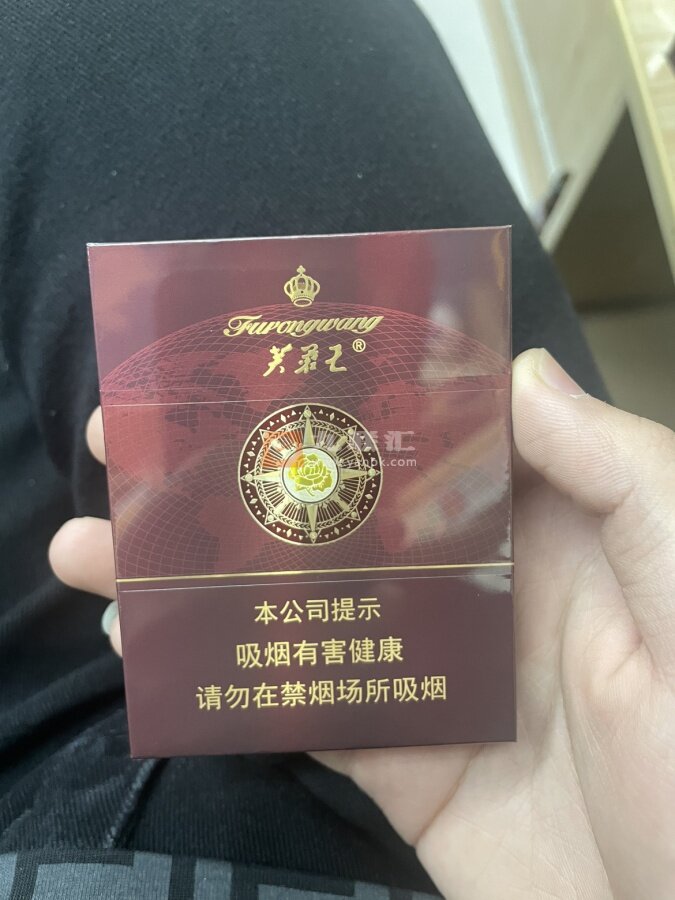 Furongwang
芙蓉王®
本公司提示
吸烟有害健康
请勿在禁烟场所吸烟